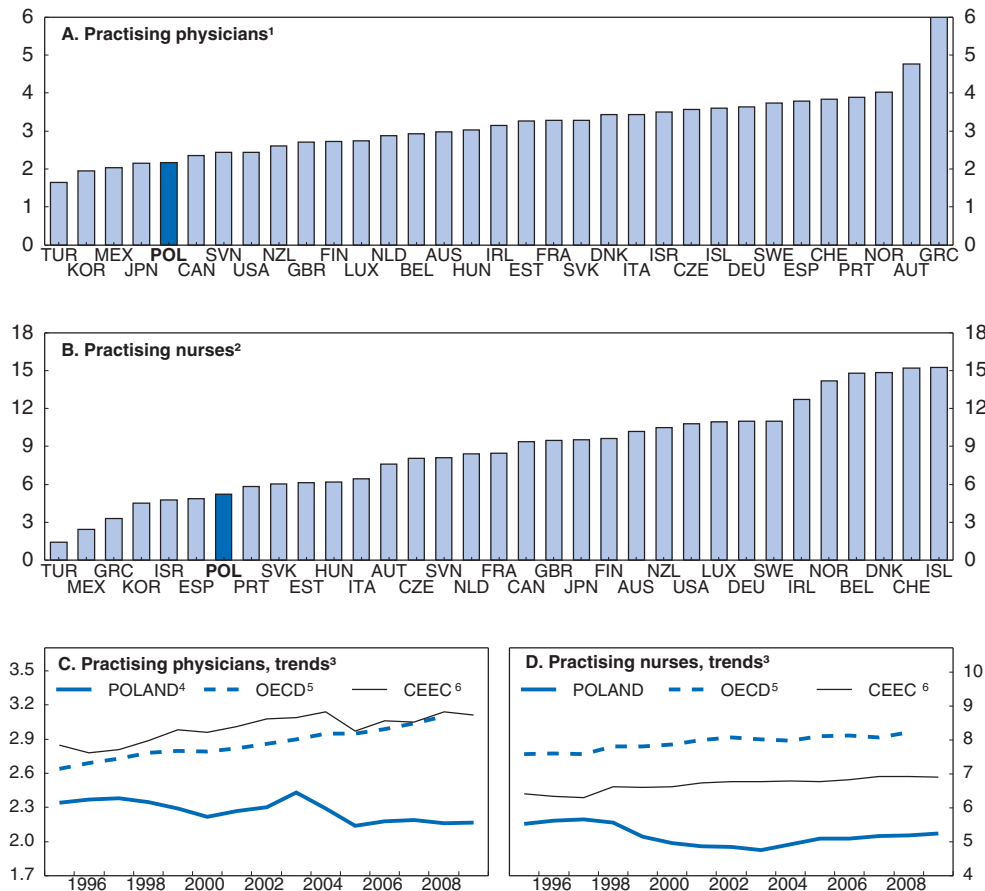 A. Practising physicians¹
6 6
5 5
4 4
3 3
2 2
1 1
0 0
TUR MEX POL SVN NZL FIN NLD AUS IRL FRA DNK ISR ISL SWE CHE NOR GRC
KOR JPN CAN USA GBR LUX BEL HUN EST SVK ITA CZE DEU ESP PRT AUT
B. Practising nurses²
18 18
15 15
12 12
9 9
6 6
3 3
0 0
TUR GRC ISR POL SVK HUN AUT SVN FRA GBR FIN NZL LUX SWE NOR DNK ISL
MEX KOR ESP PRT EST ITA CZE NLD CAN JPN AUS USA DEU IRL BEL CHE
C. Practising physicians, trends³
POLAND⁴ OECD⁵ CEEC ⁶
3.5
3.2
2.9
2.6
2.3
2.0
1.7
1996 1998 2000 2002 2004 2006 2008
D. Practising nurses, trends³
POLAND OECD⁵ CEEC ⁶
10
9
8
7
6
5
4
1996 1998 2000 2002 2004 2006 2008